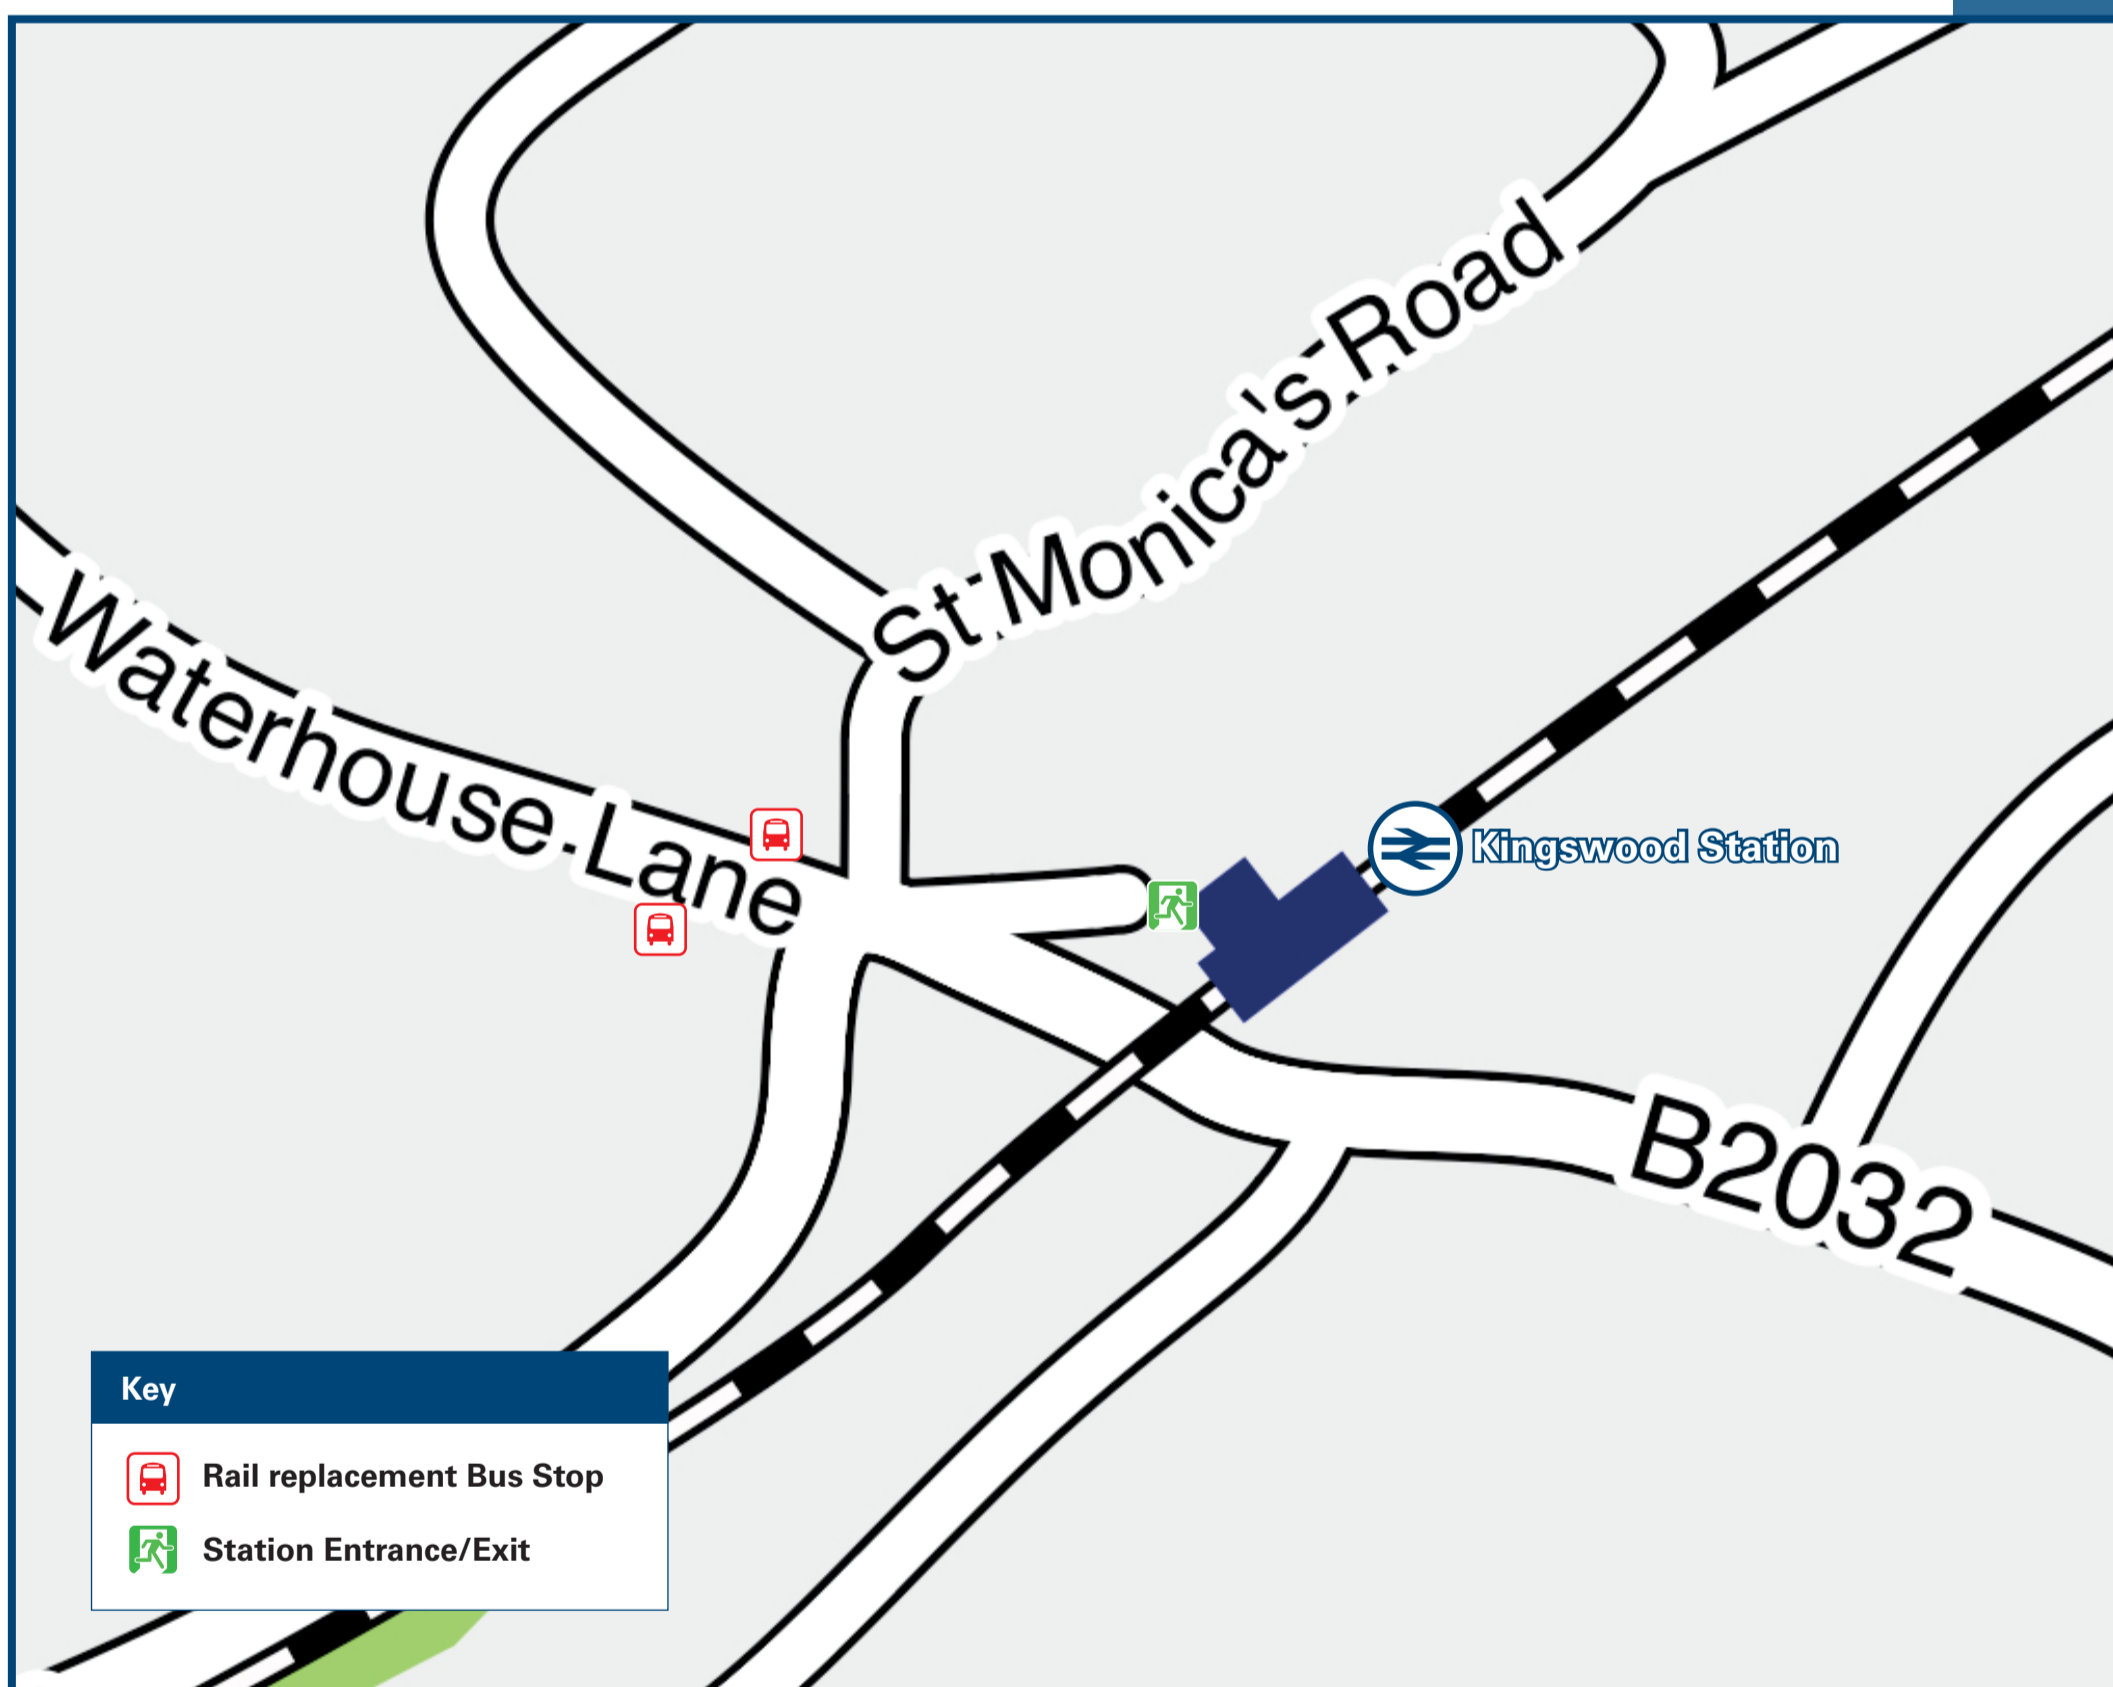 St Monica's Road
Waterhouse Lane
Kingswood Station
B2032
Key
Rail replacement Bus Stop
Station Entrance/Exit